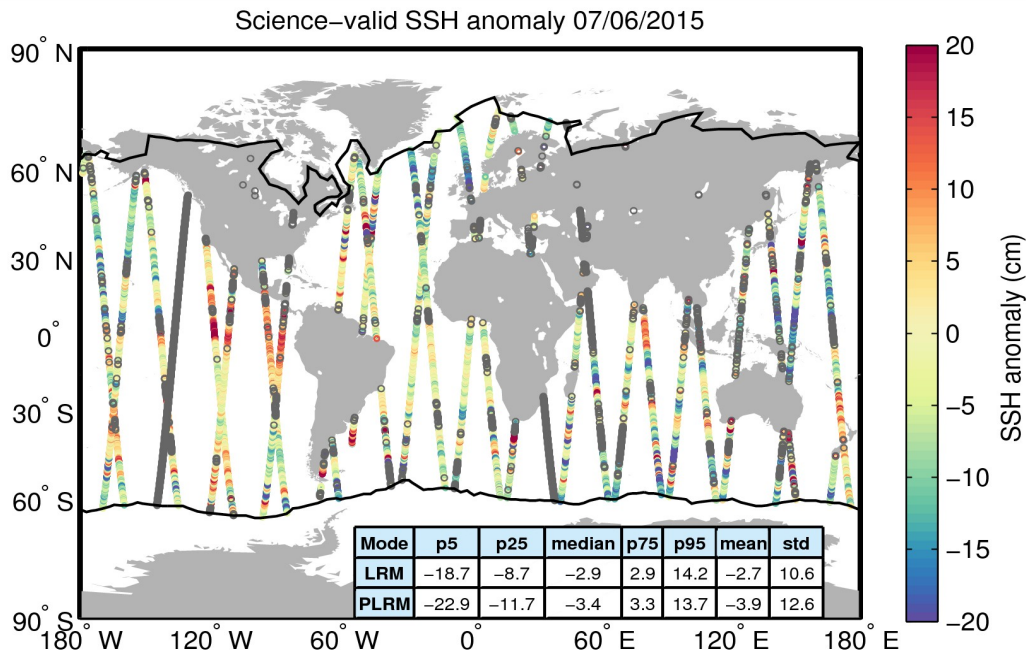 Science−valid SSH anomaly 07/06/2015
90° N
60° N
30° N
0°
30° S
60° S
90° S
180° W
120° W
60° W
0°
60° E
120° E
180° E
20
15
10
5
0
−5
−10
−15
−20
SSH anomaly (cm)
Mode p5 p25 median p75 p95 mean std
LRM −18.7 −8.7 −2.9 2.9 14.2 −2.7 10.6
PLRM −22.9 −11.7 −3.4 3.3 13.7 −3.9 12.6